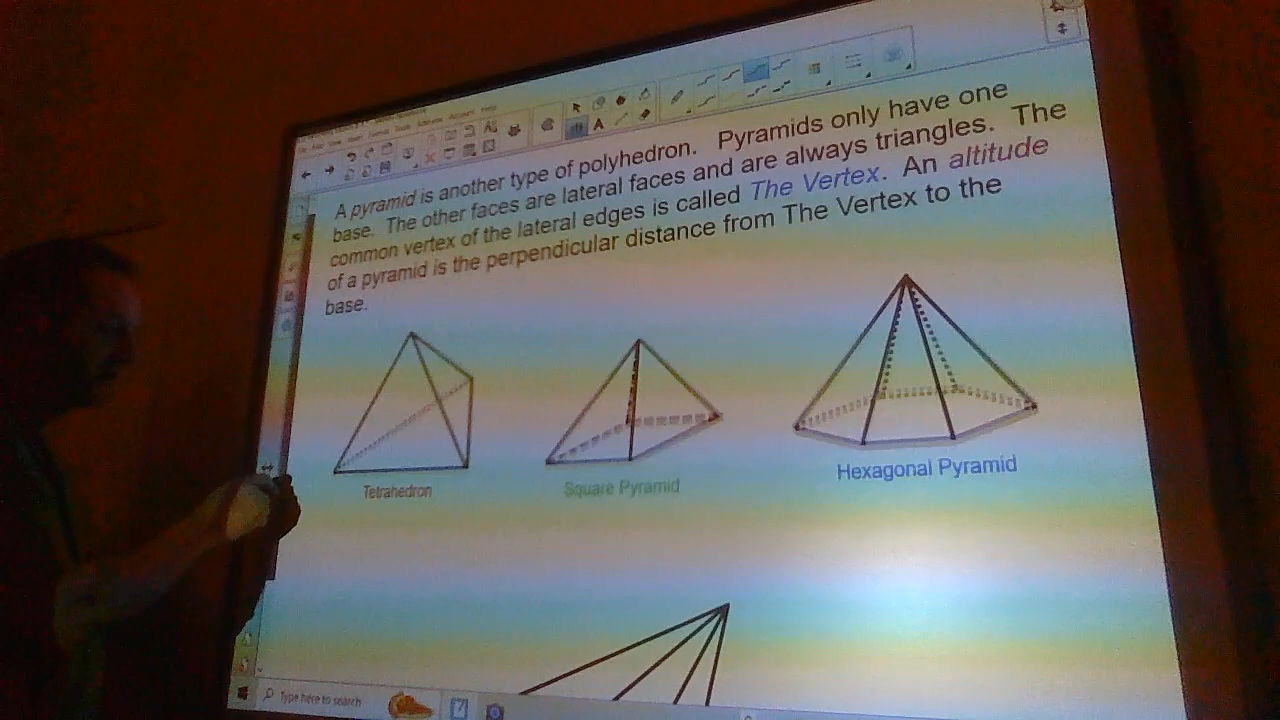 A pyramid is another type of polyhedron. Pyramids only have one
base. The other faces are lateral faces and are always triangles. The
common vertex of the lateral edges is called The Vertex. An altitude
of a pyramid is the perpendicular distance from The Vertex to the
base.
Tetrahedron
Square Pyramid
Hexagonal Pyramid
Type here to search